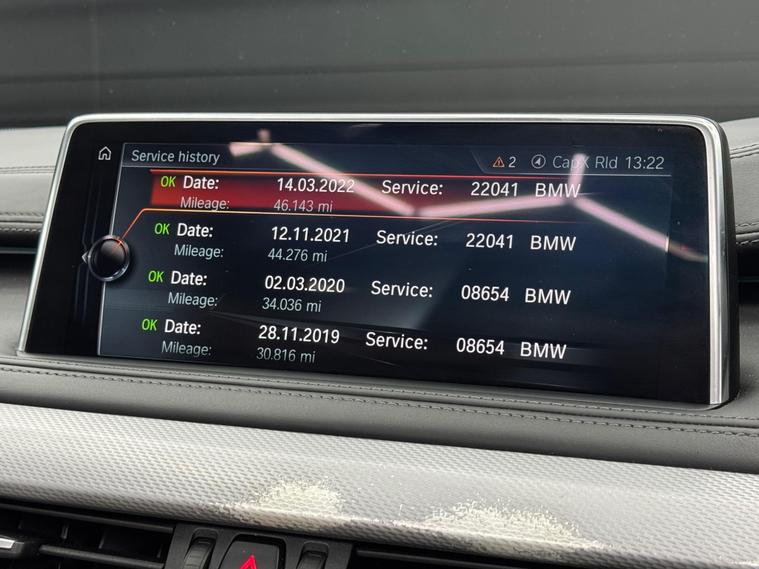 Service history 2 CapX Rld 13:22
OK Date: 14.03.2022 Service: 22041 BMW
Mileage: 46.143 mi
OK Date: 12.11.2021 Service: 22041 BMW
Mileage: 44.276 mi
OK Date: 02.03.2020 Service: 08654 BMW
Mileage: 34.036 mi
OK Date: 28.11.2019 Service: 08654 BMW
Mileage: 30.816 mi